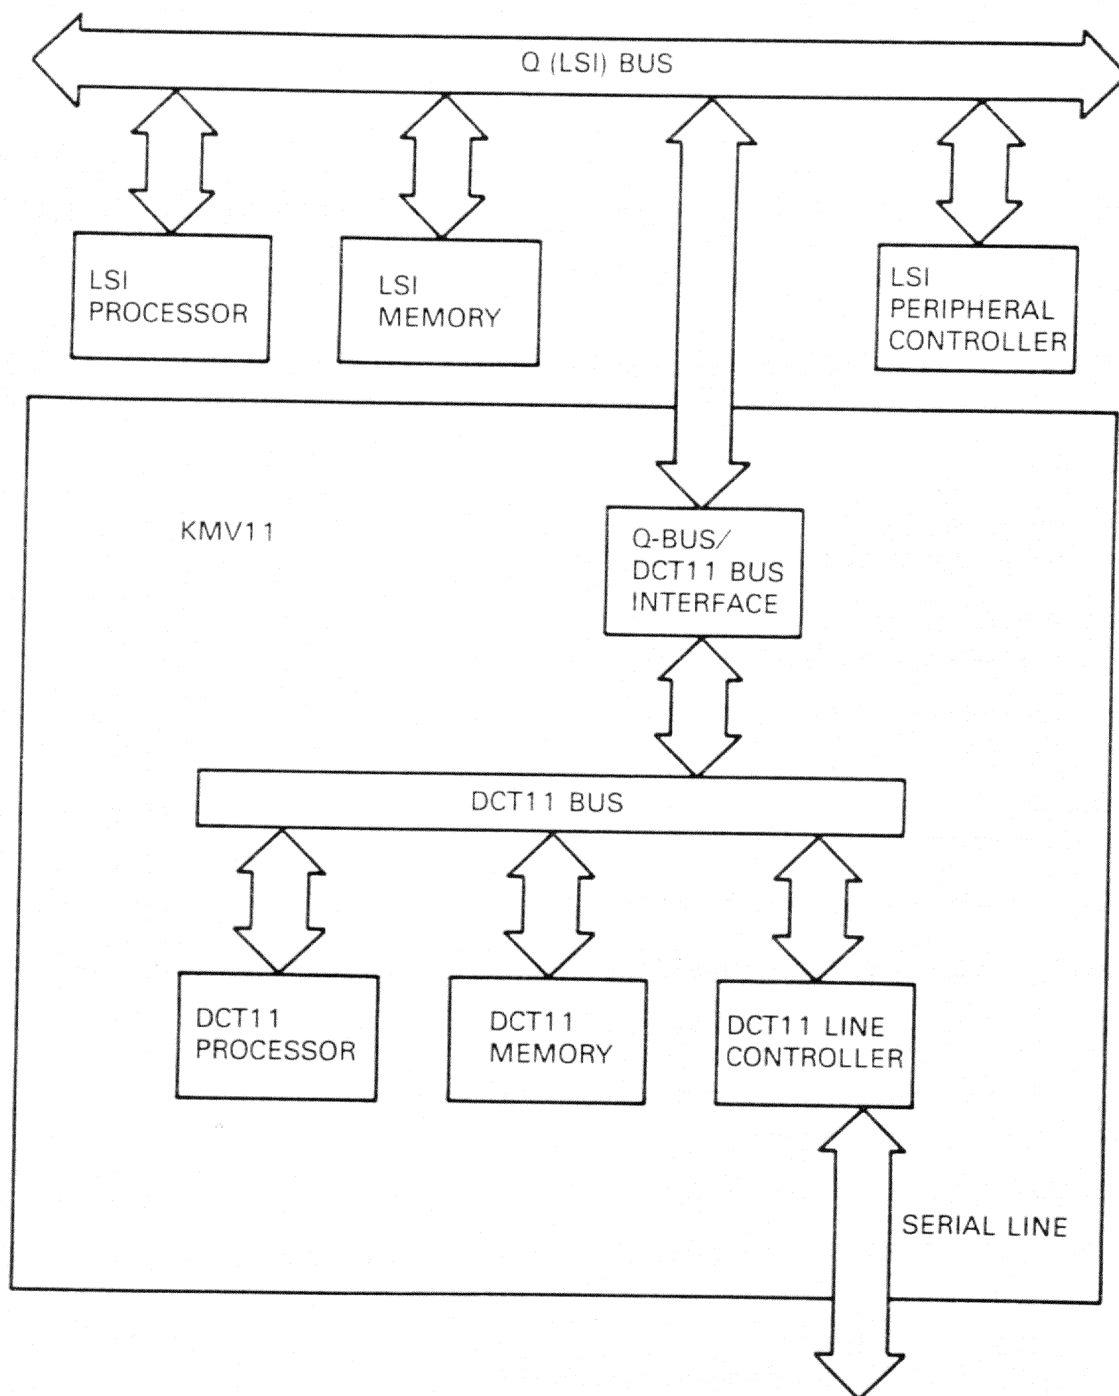 Q (LSI) BUS
LSI
PROCESSOR
LSI
MEMORY
LSI
PERIPHERAL
CONTROLLER
KMV11
Q-BUS/
DCT11 BUS
INTERFACE
DCT11 BUS
DCT11
PROCESSOR
DCT11
MEMORY
DCT11 LINE
CONTROLLER
SERIAL LINE